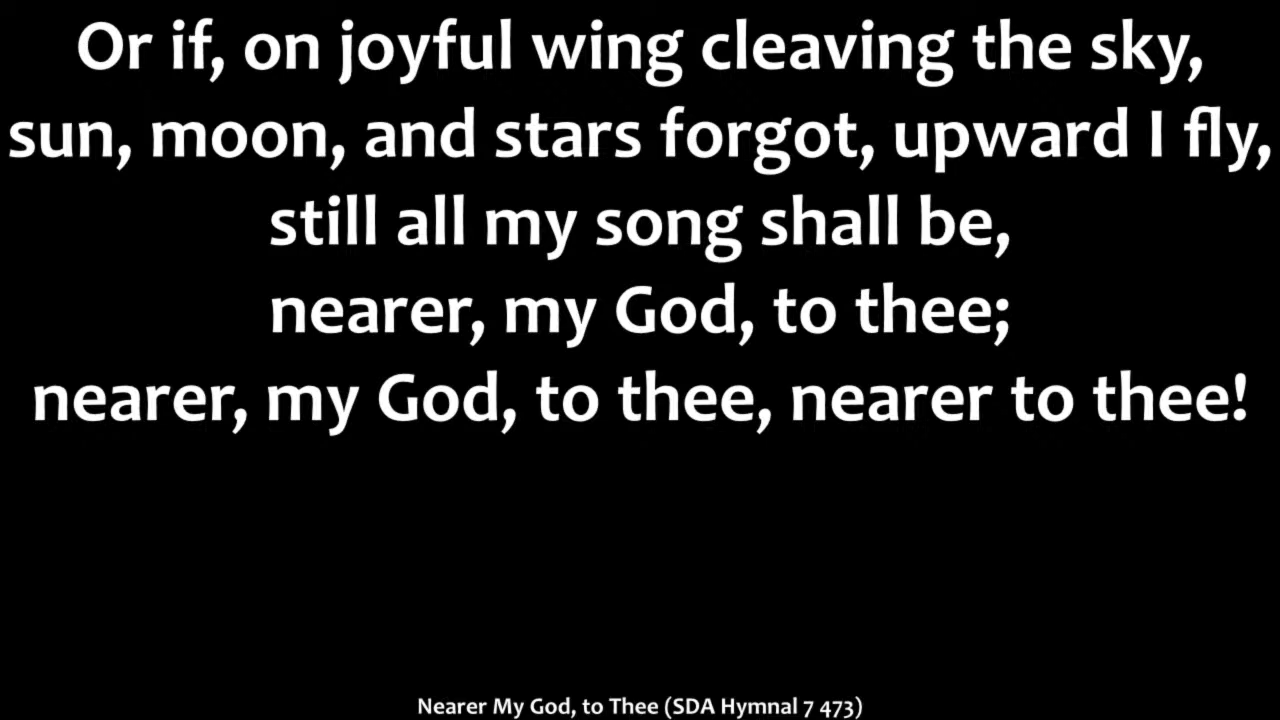 Or if, on joyful wing cleaving the sky,
sun, moon, and stars forgot, upward I fly,
still all my song shall be,
nearer, my God, to thee;
nearer, my God, to thee, nearer to thee!
Nearer My God, to Thee (SDA Hymnal 7 473)